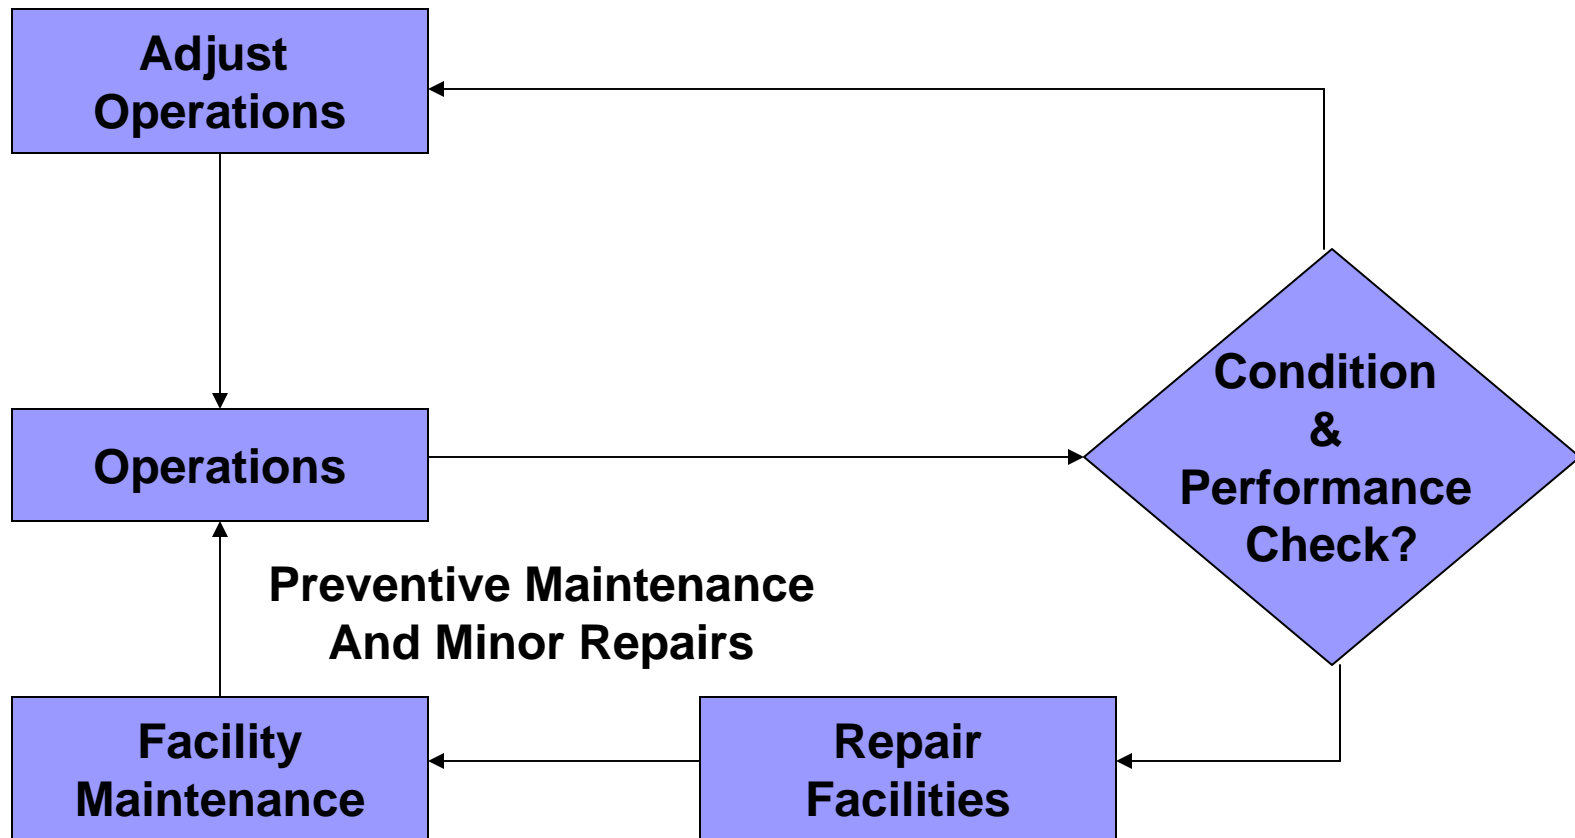 Adjust
Operations
Condition
&
Performance
Check?
Operations
Preventive Maintenance
And Minor Repairs
Facility
Maintenance
Repair
Facilities